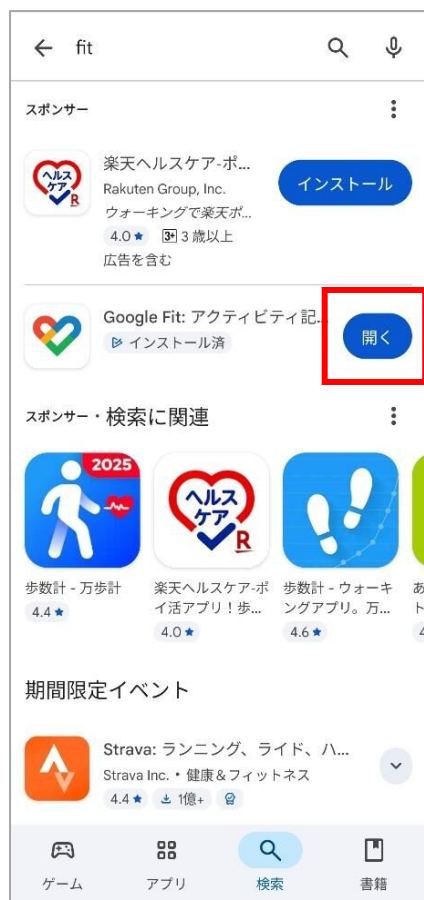 fit
スポンサー
ヘルス
ケア
R
楽天ヘルスケア-ポ...
インストール
Rakuten Group, Inc.
ウォーキングで楽天ポ...
4.0★ 3+ 3 歳以上
広告を含む
Google Fit: アクティビティ記...
インストール済
開く
スポンサー・検索に関連
2025
ヘルス
ケア
R
歩数計 - 万歩計
4.4★
楽天ヘルスケア-ポ
イ活アプリ！歩...
4.0★
歩数計 - ウォーキ
ングアプリ。万...
4.6★
あ
ト
4
期間限定イベント
Strava: ランニング、ライド、ハ...
Strava Inc. • 健康＆フィットネス
4.4★ 1億+
ゲーム
アプリ
検索
書籍